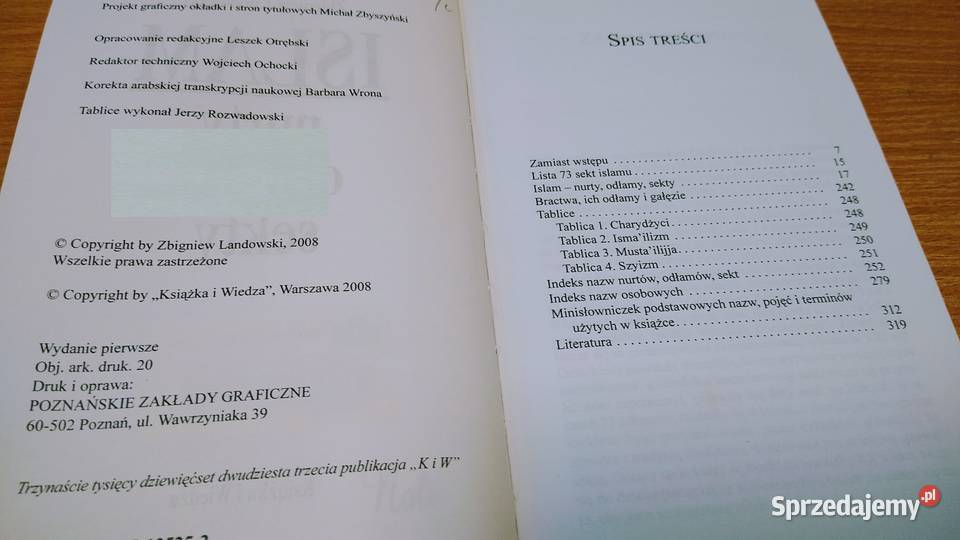 Projekt graficzny okładki i stron tytułowych Michał Zbyszyński
Opracowanie redakcyjne Leszek Otrębski
Redaktor techniczny Wojciech Ochocki
Korekta arabskiej transkrypcji naukowej Barbara Wrona
Tablice wykonał Jerzy Rozwadowski
© Copyright by Zbigniew Landowski, 2008
Wszelkie prawa zastrzeżone
© Copyright by „Książka i Wiedza”, Warszawa 2008
Wydanie pierwsze
Obj. ark. druk. 20
Druk i oprawa:
POZNAŃSKIE ZAKŁADY GRAFICZNE
60-502 Poznań, ul. Wawrzyniaka 39
Trzynaście tysięcy dziewięćset dwudziesta trzecia publikacja „K i W”
SPIS TREŚCI
Zamiast wstępu 7
Lista 73 sekt islamu 15
Islam – nurty, odłamy, sekty 17
Bractwa, ich odłamy i gałęzie 242
Tablice 248
Tablica 1. Charydżyci 248
Tablica 2. Isma’ilizm 249
Tablica 3. Musta’ilijja 250
Tablica 4. Szyizm 251
Indeks nazw nurtów, odłamów, sekt 252
Indeks nazw osobowych 279
Minisłowniczek podstawowych nazw, pojęć i terminów
użytych w książce 312
Literatura 319
Sprzedajemy.pl